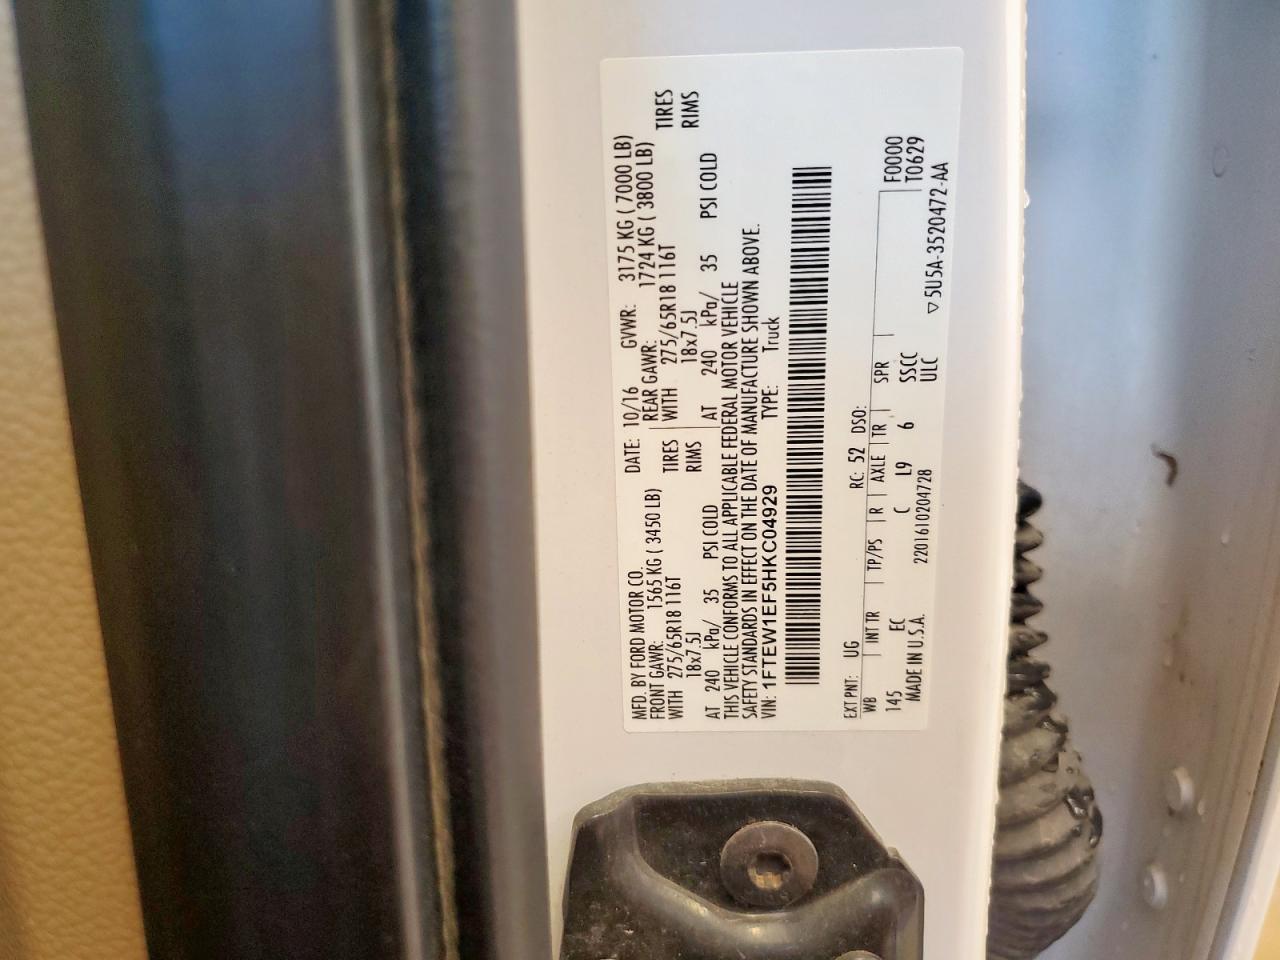 MFD. BY FORD MOTOR CO. DATE: 10/16 GVWR: 3175 KG ( 7000 LB)
FRONT GAWR: 1565 KG ( 3450 LB) REAR GAWR: 1724 KG ( 3800 LB)
WITH 275/65R18 116T TIRES WITH 275/65R18 116T TIRES
18x7.5J RIMS 18x7.5J RIMS
AT 240 kPa/ 35 PSI COLD AT 240 kPa/ 35 PSI COLD
THIS VEHICLE CONFORMS TO ALL APPLICABLE FEDERAL MOTOR VEHICLE
SAFETY STANDARDS IN EFFECT ON THE DATE OF MANUFACTURE SHOWN ABOVE.
VIN: 1FTEW1EF5HKC04929 TYPE: Truck
EXT PNT: UG RC: 52 DSO:
WB INT TR TP/PS R AXLE TR SPR F0000
145 EC C L9 6 SSCC T0629
MADE IN U.S.A. 2201610204728 ULC
▽5U5A-3520472-AA